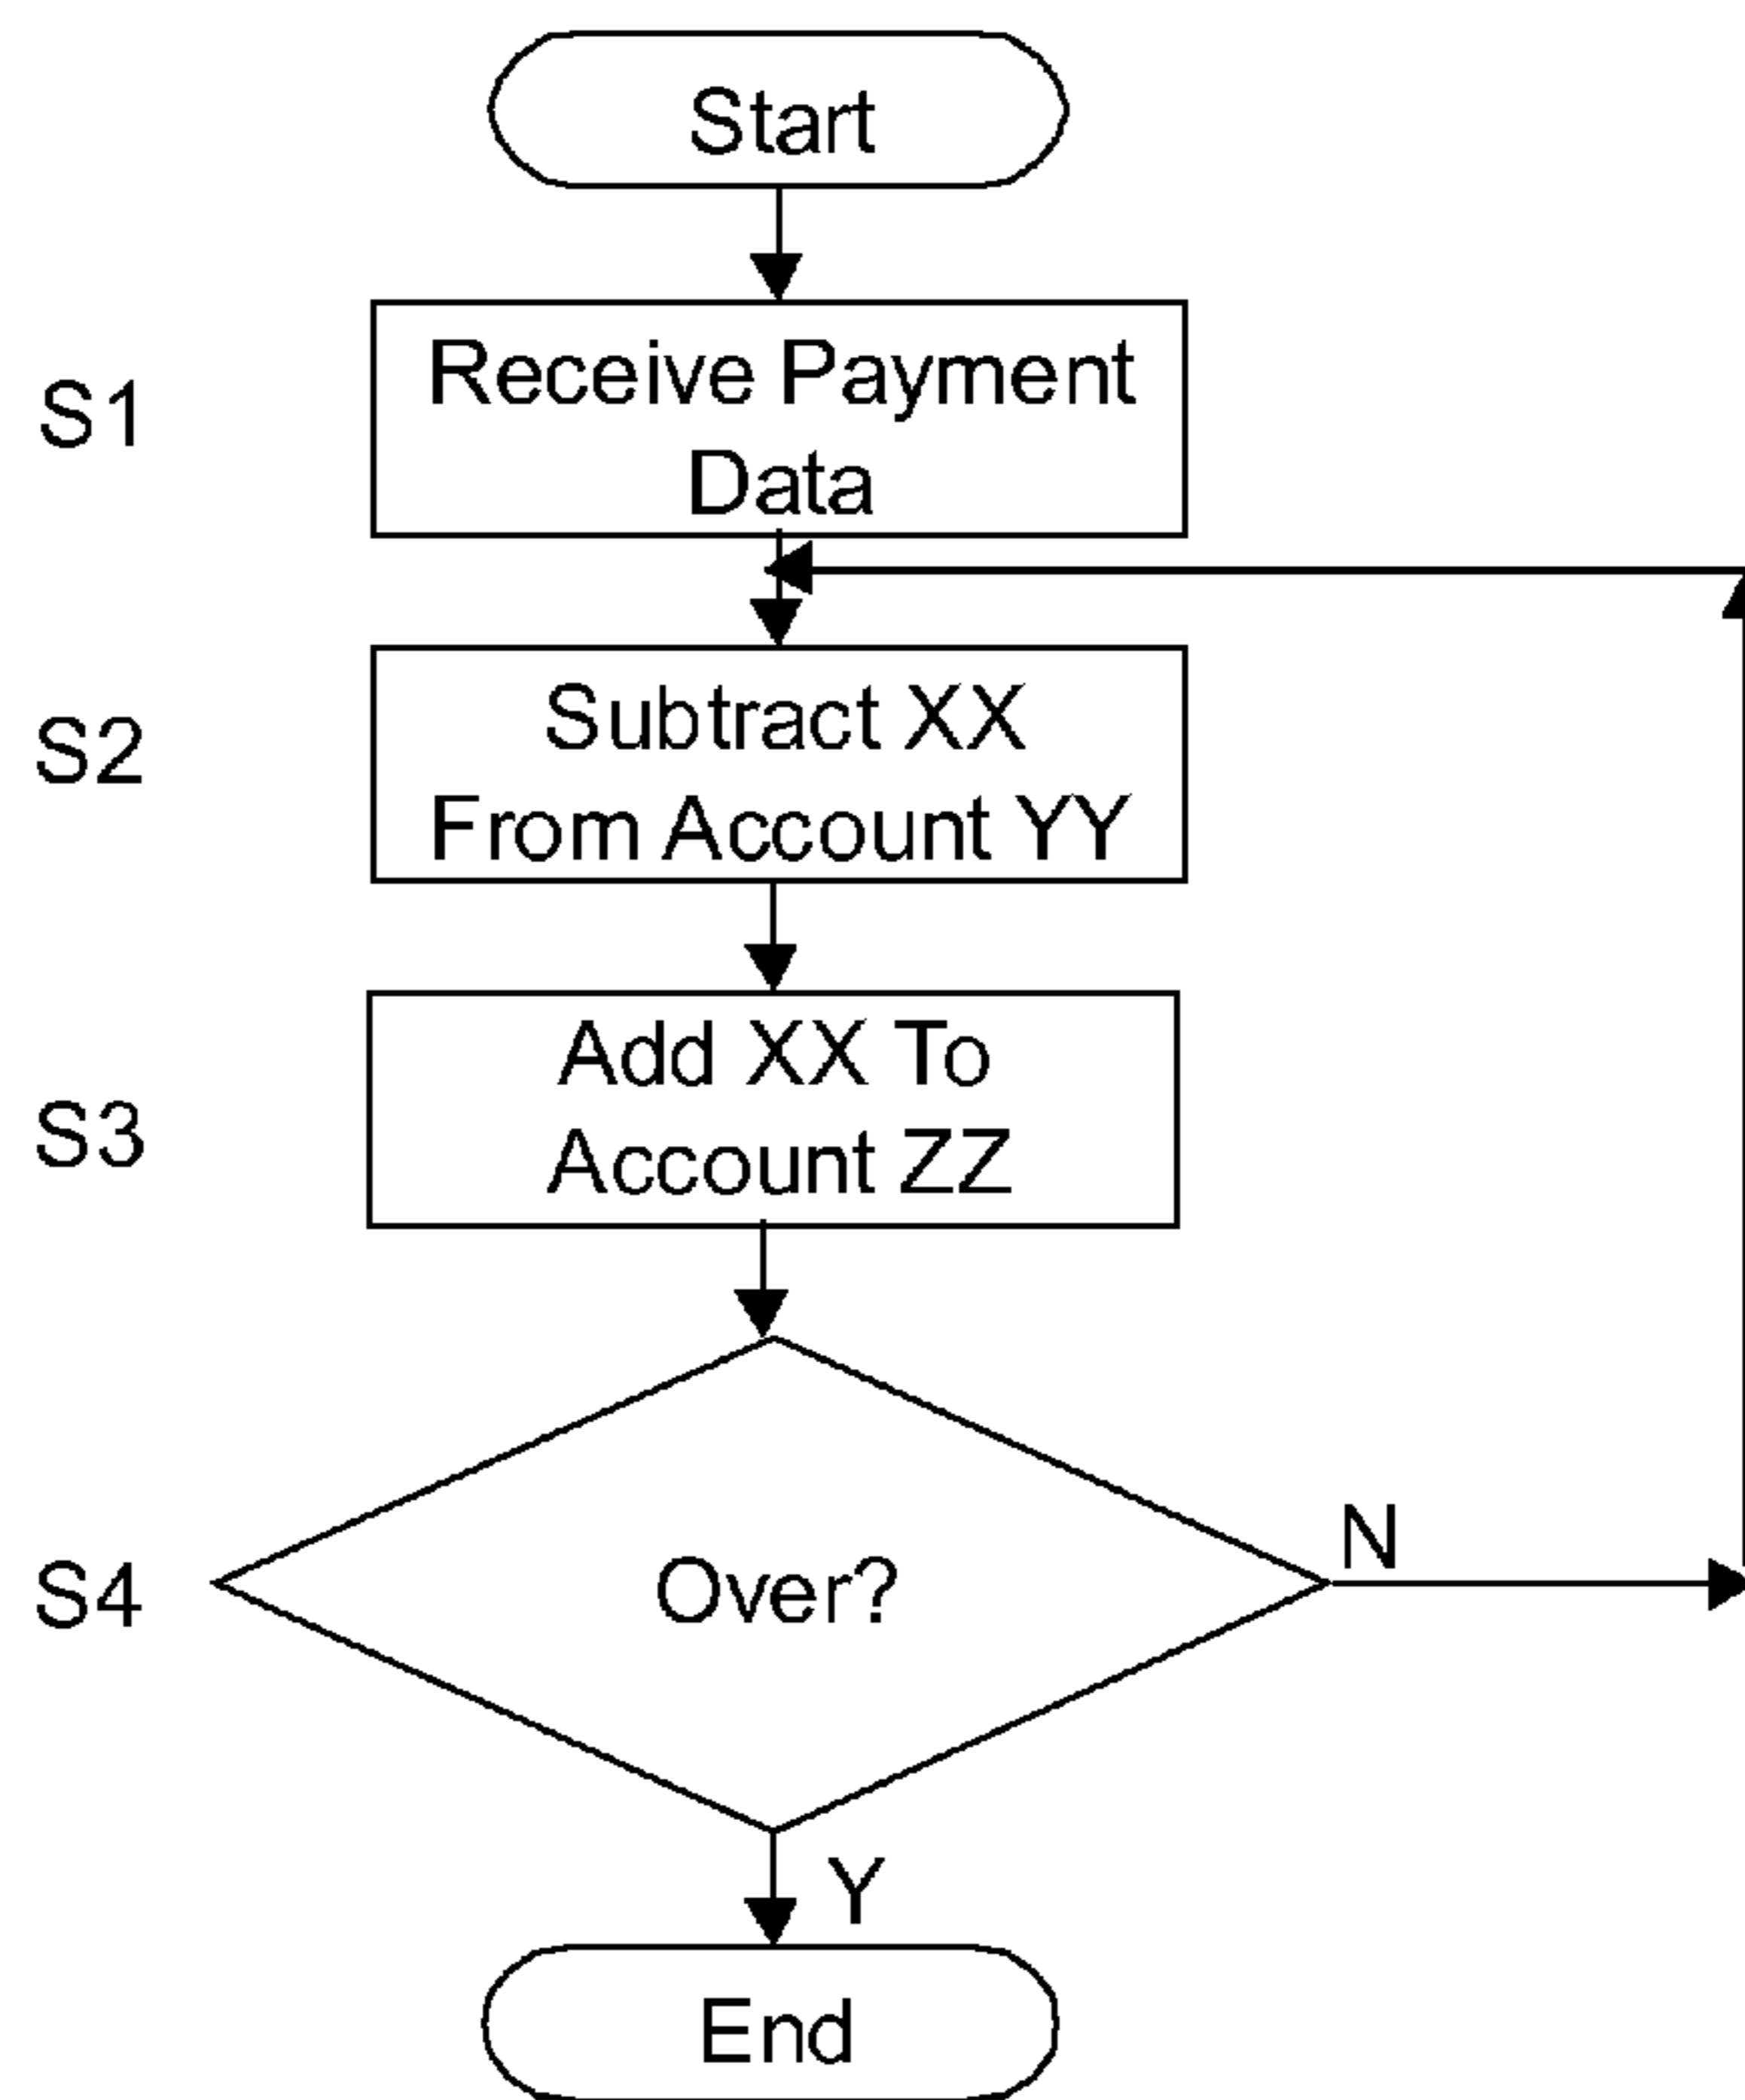 Start
S1
Receive Payment
Data
S2
Subtract XX
From Account YY
S3
Add XX To
Account ZZ
S4
Over?
N
Y
End